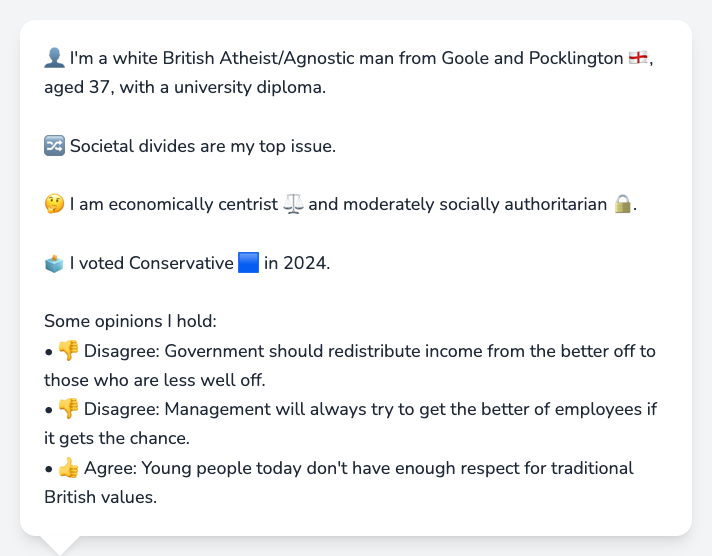 👤 I'm a white British Atheist/Agnostic man from Goole and Pocklington 🏴󠁧󠁢󠁥󠁮󠁧󠁿,
aged 37, with a university diploma.
🔀 Societal divides are my top issue.
🤔 I am economically centrist ⚖️ and moderately socially authoritarian 🔒.
🗳️ I voted Conservative 🟦 in 2024.
Some opinions I hold:
• 👎 Disagree: Government should redistribute income from the better off to
those who are less well off.
• 👎 Disagree: Management will always try to get the better of employees if
it gets the chance.
• 👍 Agree: Young people today don't have enough respect for traditional
British values.